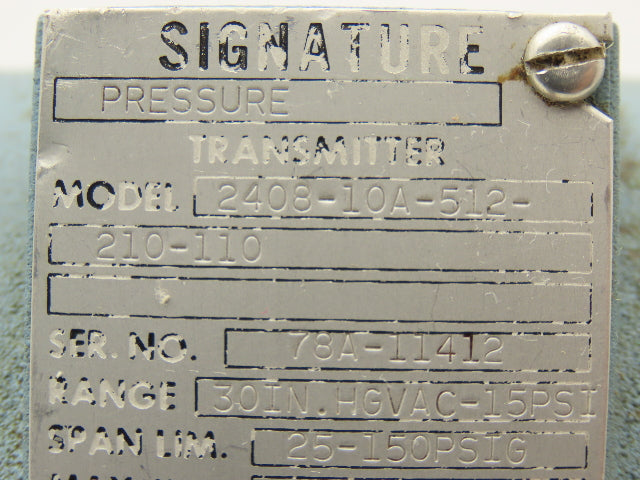 SIGNATURE
PRESSURE
TRANSMITTER
MODEL 2408-10A-512-
210-110
SER. NO. 78A-11412
RANGE 30IN.HGVAC-15PSI
SPAN LIM. 25-150PSIG